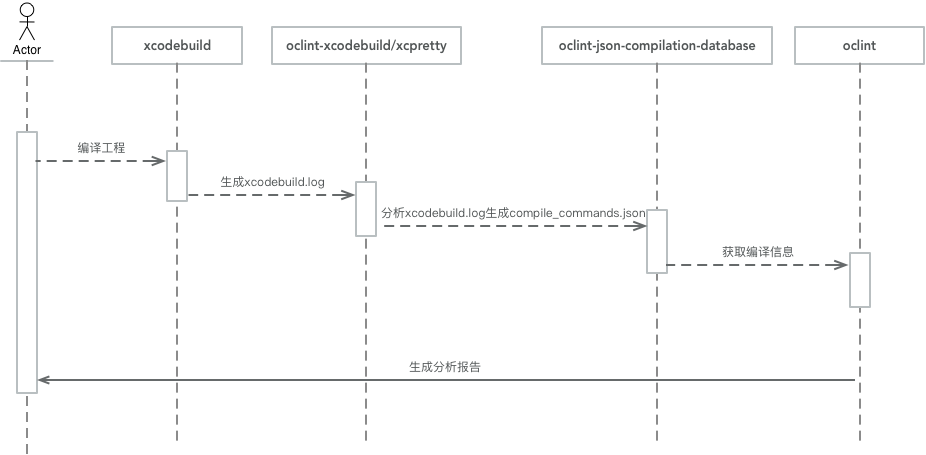 Actor
xcodebuild
oclint-xcodebuild/xcpretty
oclint-json-compilation-database
oclint
编译工程
生成xcodebuild.log
分析xcodebuild.log生成compile_commands.json
获取编译信息
生成分析报告